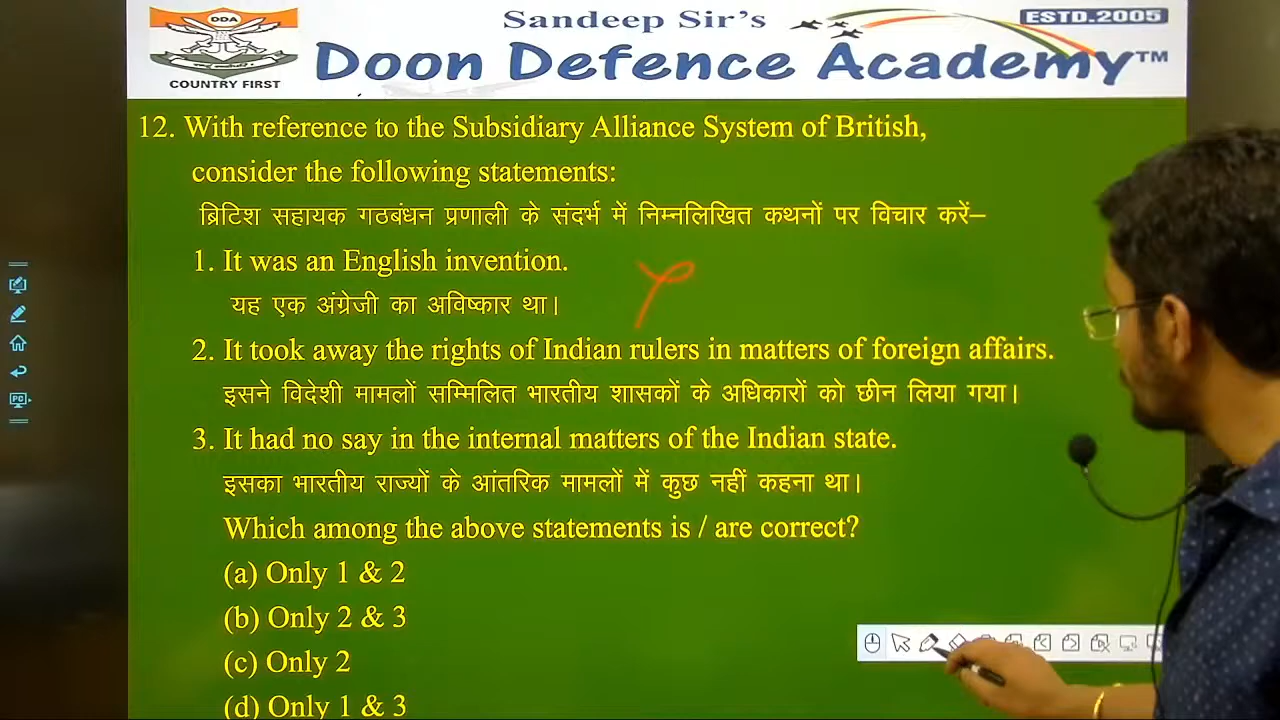 DDA
COUNTRY FIRST
Sandeep Sir's
ESTD.2005
Doon Defence Academy™
12. With reference to the Subsidiary Alliance System of British,
consider the following statements:
ब्रिटिश सहायक गठबंधन प्रणाली के संदर्भ में निम्नलिखित कथनों पर विचार करें–
1. It was an English invention.
यह एक अंग्रेजी का अविष्कार था।
2. It took away the rights of Indian rulers in matters of foreign affairs.
इसने विदेशी मामलों सम्मिलित भारतीय शासकों के अधिकारों को छीन लिया गया।
3. It had no say in the internal matters of the Indian state.
इसका भारतीय राज्यों के आंतरिक मामलों में कुछ नहीं कहना था।
Which among the above statements is / are correct?
(a) Only 1 & 2
(b) Only 2 & 3
(c) Only 2
(d) Only 1 & 3
PC